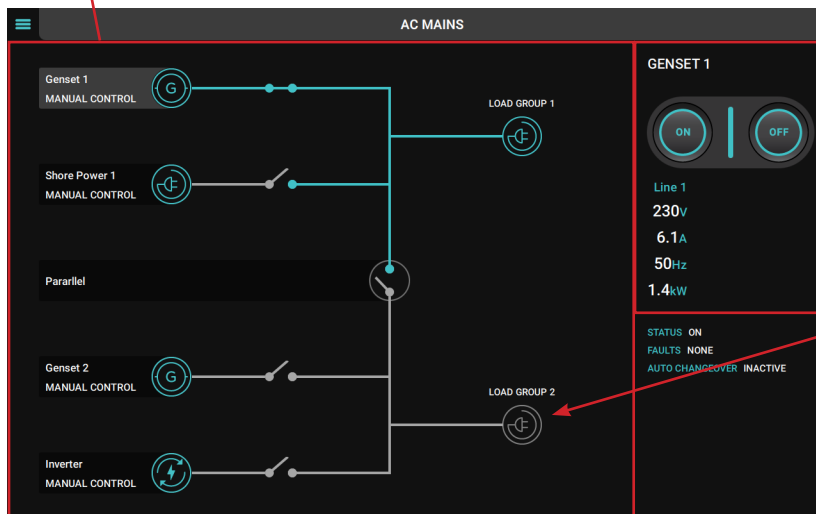 AC MAINS
Genset 1
MANUAL CONTROL
G
LOAD GROUP 1
Shore Power 1
MANUAL CONTROL
Pararllel
Genset 2
MANUAL CONTROL
G
LOAD GROUP 2
Inverter
MANUAL CONTROL
GENSET 1
ON
OFF
Line 1
230V
6.1A
50Hz
1.4kW
STATUS ON
FAULTS NONE
AUTO CHANGEOVER INACTIVE